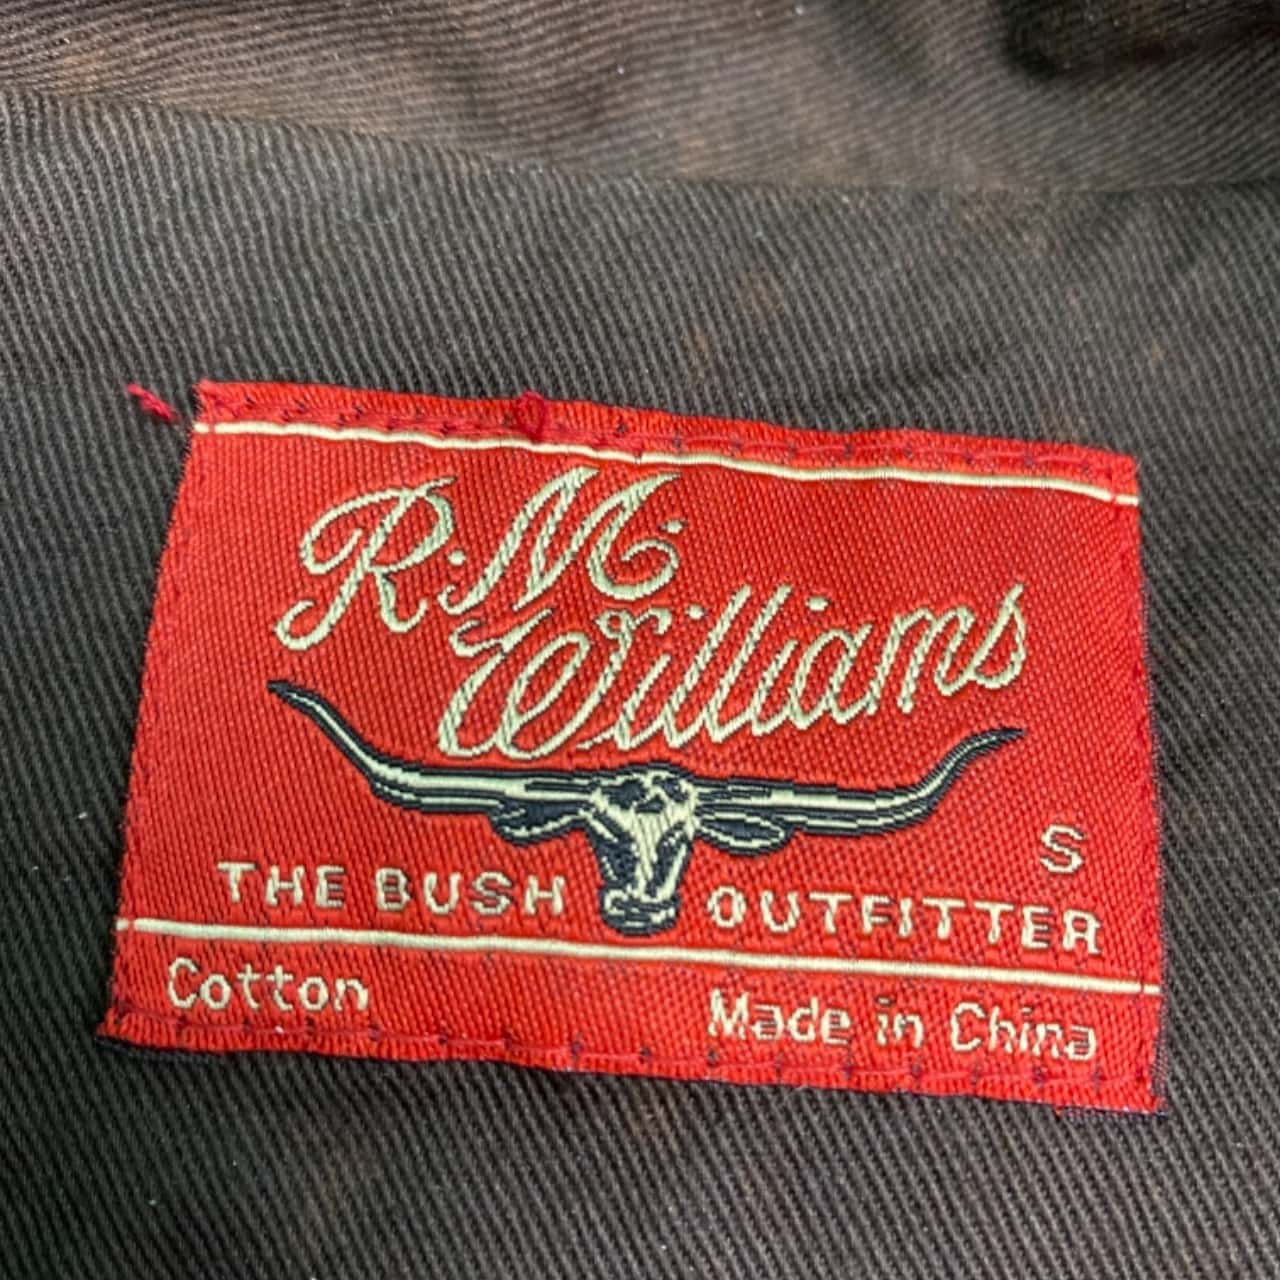 R.M.
Williams
S
THE BUSH OUTFITTER
Cotton Made in China